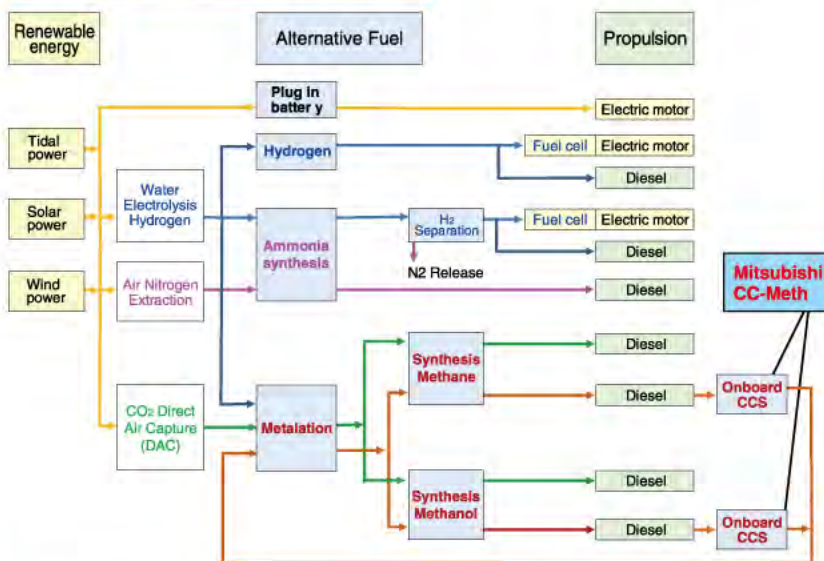 Renewable
energy
Alternative Fuel
Propulsion
Plug In
batter y
Electric motor
Tidal
power
Hydrogen
Fuel cell
Electric motor
Diesel
Water
Electrolysis
Hydrogen
Solar
power
Ammonia
synthesis
H2
Separation
Fuel cell
Electric motor
Diesel
N2 Release
Wind
power
Air Nitrogen
Extraction
Diesel
Mitsubishi
CC-Meth
Synthesis
Methane
Diesel
Diesel
Onboard
CCS
CO2 Direct
Air Capture
(DAC)
Metalation
Synthesis
Methanol
Diesel
Diesel
Onboard
CCS